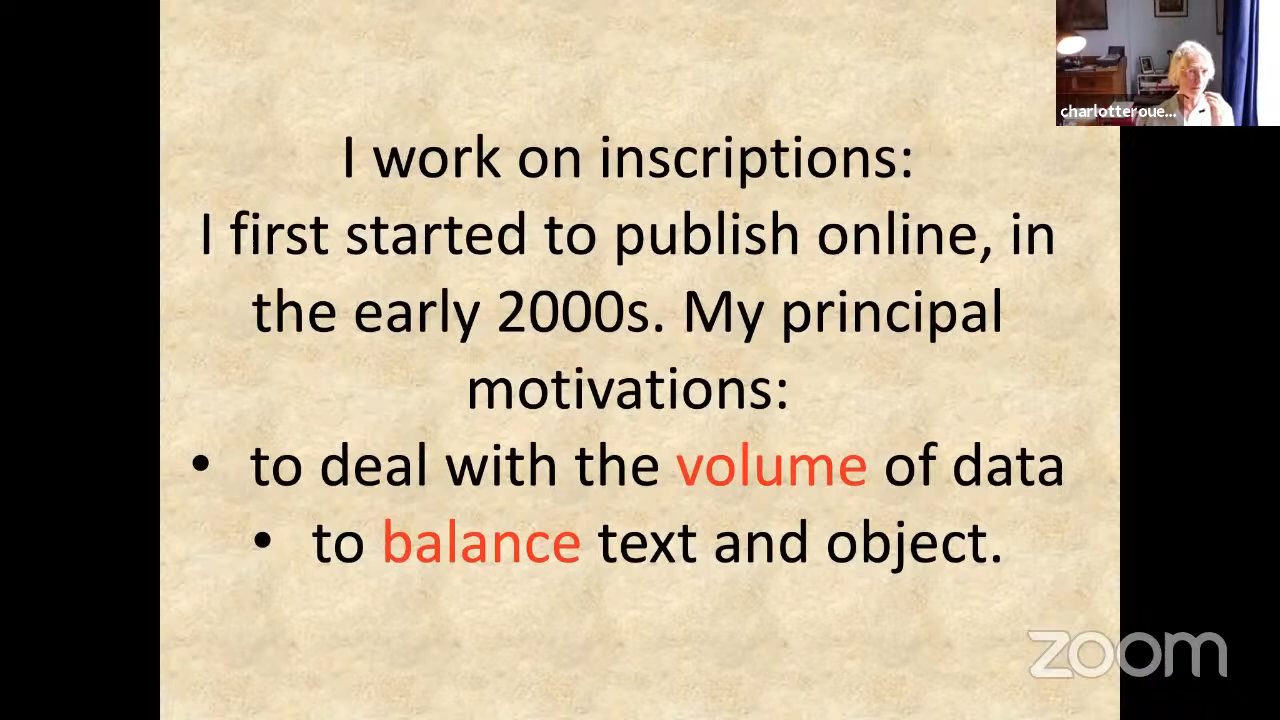 charlotteroue...
I work on inscriptions:
I first started to publish online, in
the early 2000s. My principal
motivations:
• to deal with the volume of data
• to balance text and object.
zoom